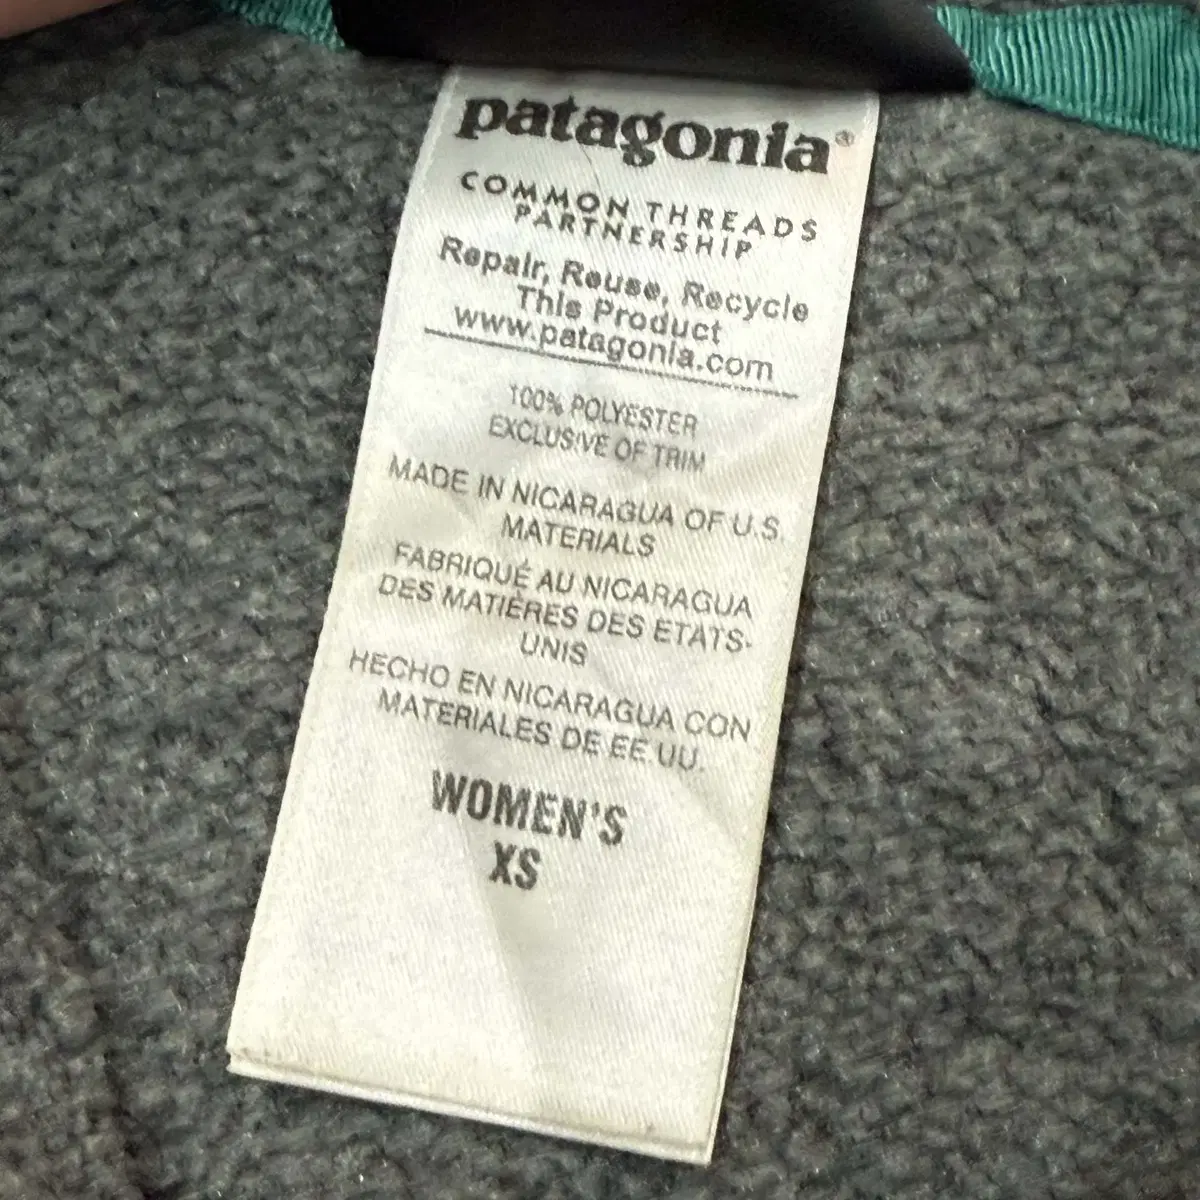 patagonia®
COMMON THREADS
PARTNERSHIP
Repair, Reuse, Recycle
This Product
www.patagonia.com
100% POLYESTER
EXCLUSIVE OF TRIM
MADE IN NICARAGUA OF U.S.
MATERIALS
FABRIQUÉ AU NICARAGUA
DES MATIÈRES DES ETATS-
UNIS
HECHO EN NICARAGUA CON
MATERIALES DE EE.UU.
WOMEN'S
XS